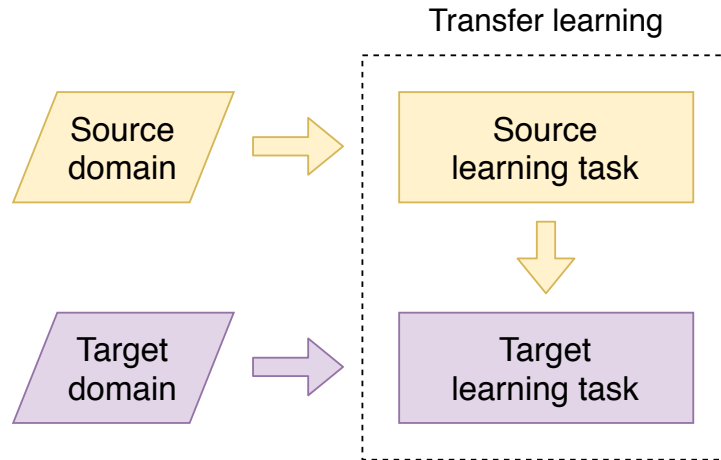 Transfer learning
Source
domain
Source
learning task
Target
domain
Target
learning task